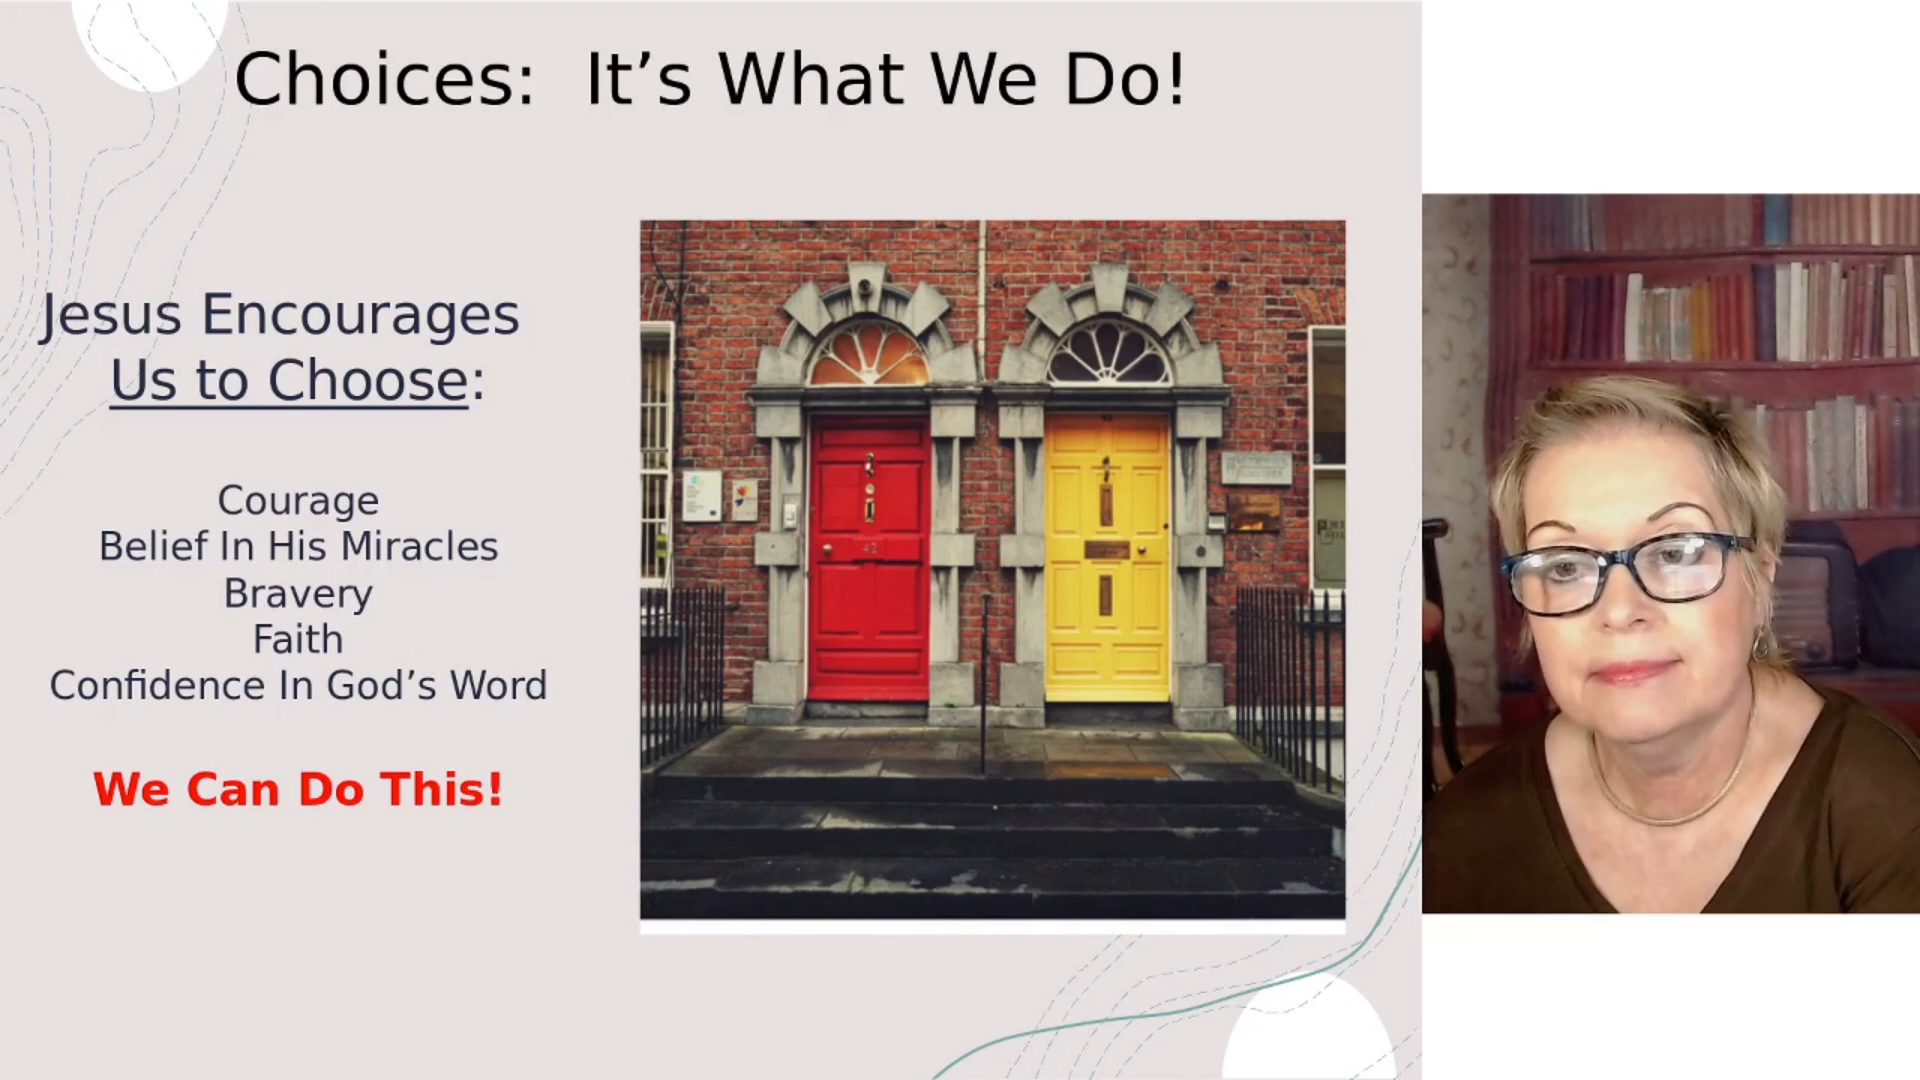 Choices: It’s What We Do!
Jesus Encourages
Us to Choose:
Courage
Belief In His Miracles
Bravery
Faith
Confidence In God’s Word
We Can Do This!
42